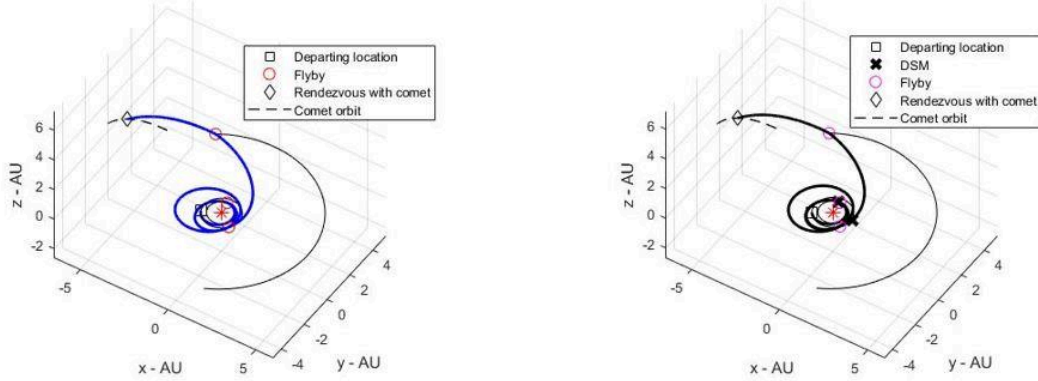 Departing location
Flyby
Rendezvous with comet
Comet orbit
6
4
2
0
-2
z - AU
-5
0
5
x - AU
-4
-2
0
2
4
y - AU
Departing location
DSM
Flyby
Rendezvous with comet
Comet orbit
6
4
2
0
-2
z - AU
-5
0
5
x - AU
-4
-2
0
2
4
y - AU